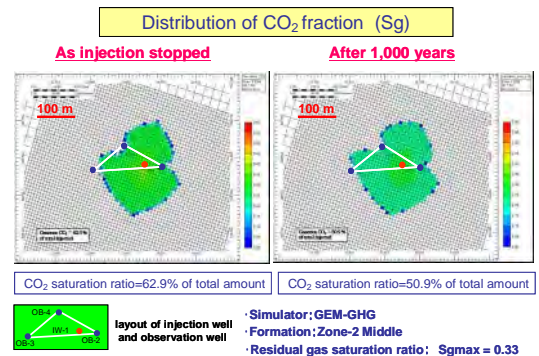 Distribution of CO₂ fraction (Sg)
As injection stopped
After 1,000 years
100 m
100 m
CO₂ saturation ratio=62.9% of total amount
CO₂ saturation ratio=50.9% of total amount
OB-4
IW-1
OB-3
OB-2
layout of injection well
and observation well
·Simulator;GEM-GHG
·Formation;Zone-2 Middle
·Residual gas saturation ratio; Sgmax = 0.33